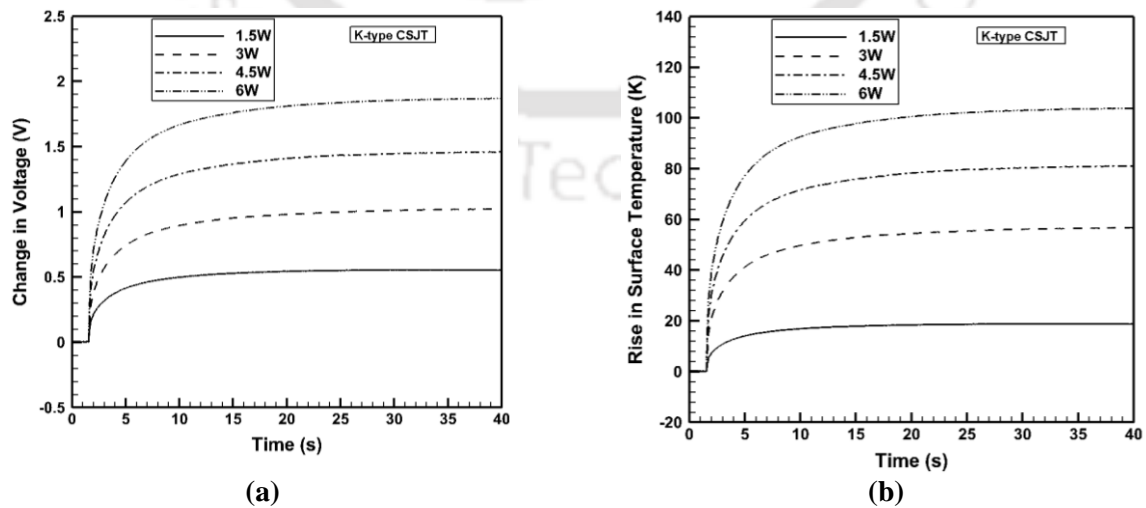 2.5
2
1.5
1
0.5
0
-0.5
Change in Voltage (V)
1.5W
3W
4.5W
6W
K-type CSJT
0 5 10 15 20 25 30 35 40
Time (s)
(a)
140
120
100
80
60
40
20
0
-20
Rise in Surface Temperature (K)
1.5W
3W
4.5W
6W
K-type CSJT
0 5 10 15 20 25 30 35 40
Time (s)
(b)
Tec